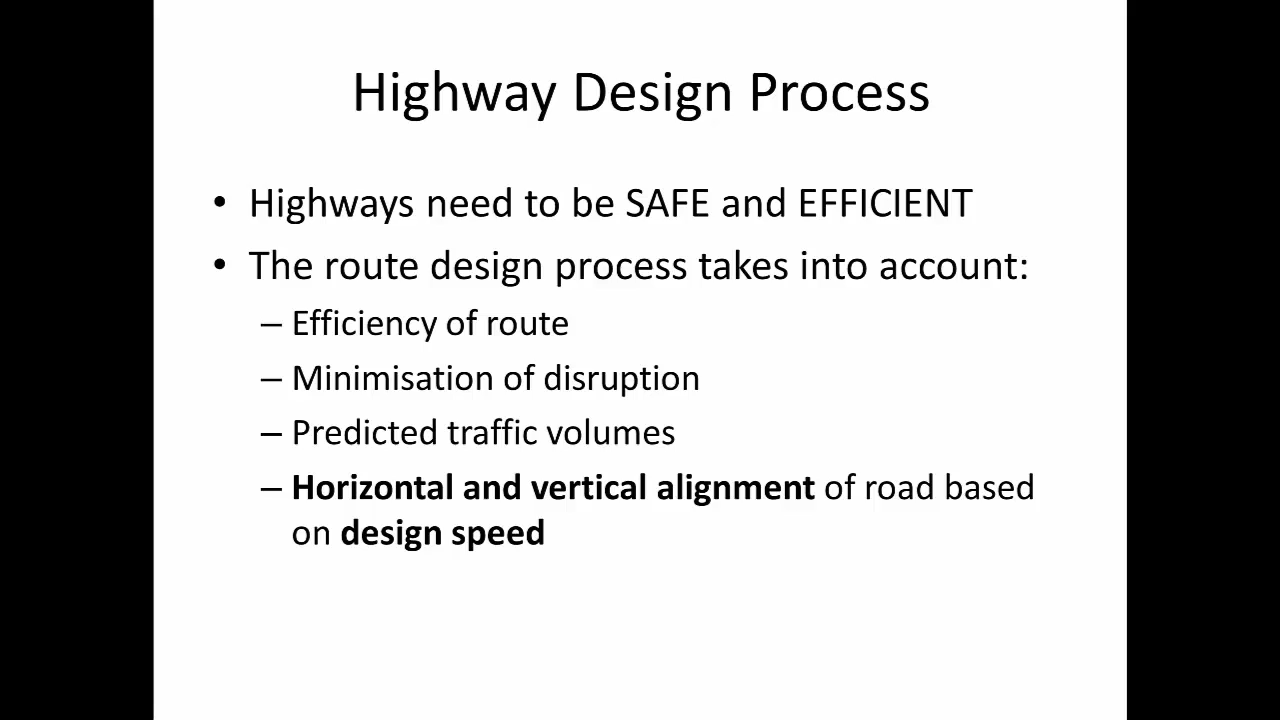 Highway Design Process
• Highways need to be SAFE and EFFICIENT
• The route design process takes into account:
– Efficiency of route
– Minimisation of disruption
– Predicted traffic volumes
– Horizontal and vertical alignment of road based
on design speed